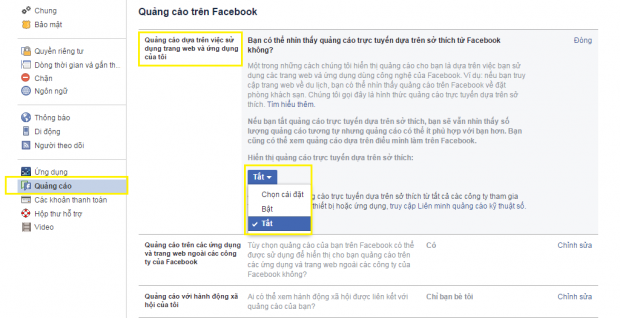 Chung
Bảo mật
Quyền riêng tư
Dòng thời gian và gắn th...
Chặn
Ngôn ngữ
Thông báo
Di động
Người theo dõi
Ứng dụng
Quảng cáo
Các khoản thanh toán
Hộp thư hỗ trợ
Video
Quảng cáo trên Facebook
Quảng cáo dựa trên việc sử
dụng trang web và ứng dụng
của tôi
Bạn có thể nhìn thấy quảng cáo trực tuyến dựa trên sở thích từ Facebook
không?
Đóng
Một trong những cách chúng tôi hiển thị quảng cáo cho bạn là dựa trên việc bạn sử
dụng các trang web và ứng dụng dùng công nghệ của Facebook. Ví dụ: nếu bạn truy
cập trang web về du lịch, bạn có thể nhìn thấy quảng cáo trên Facebook về đặt
phòng khách sạn. Chúng tôi gọi đây là hình thức quảng cáo trực tuyến dựa trên sở
thích. Tìm hiểu thêm.
Nếu bạn tắt quảng cáo trực tuyến dựa trên sở thích, bạn sẽ vẫn nhìn thấy số
lượng quảng cáo tương tự nhưng quảng cáo có thể ít phù hợp với bạn hơn. Bạn
cũng có thể xem quảng cáo dựa trên điều mình làm trên Facebook.
Hiển thị quảng cáo trực tuyến dựa trên sở thích:
Tắt
Chọn cài đặt
Bật
Tắt
ng cáo trực tuyến dựa trên sở thích từ tất cả các công ty tham gia
thiết bị hoặc ứng dụng, truy cập Liên minh quảng cáo kỹ thuật số.
Quảng cáo trên các ứng dụng
và trang web ngoài các công
ty của Facebook
Tùy chọn quảng cáo của bạn trên Facebook có thể
được sử dụng để hiển thị cho bạn quảng cáo trên
các ứng dụng và trang web ngoài các công ty của
Facebook không?
Có
Chỉnh sửa
Quảng cáo với hành động xã
hội của tôi
Ai có thể xem hành động xã hội được liên kết với
quảng cáo của bạn?
Chỉ bạn bè tôi
Chỉnh sửa